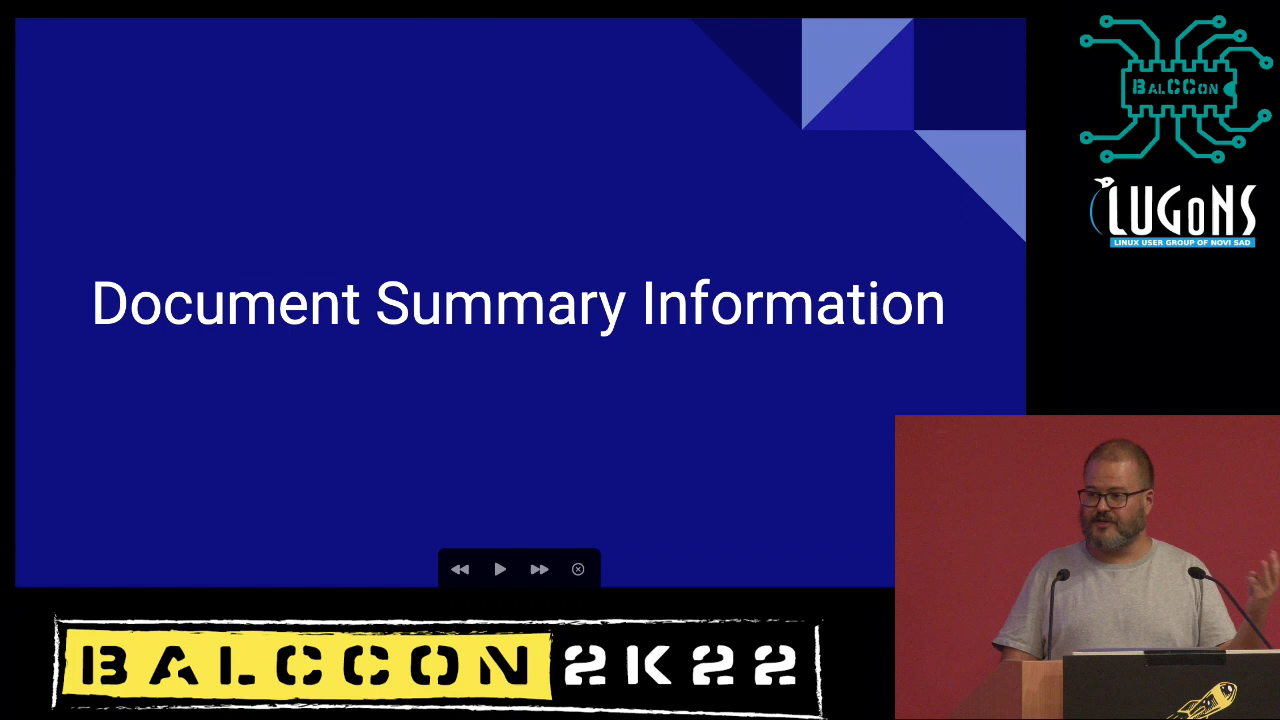 Document Summary Information
BALCCON
LUGoNS
LINUX USER GROUP OF NOVI SAD
BALCCON 2K22